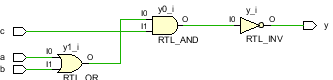 y0_i
y_i
c
I0
O
I0
O
y
I1
RTL_AND
RTL_INV
y1_i
a
I0
O
b
I1
RTL_OR